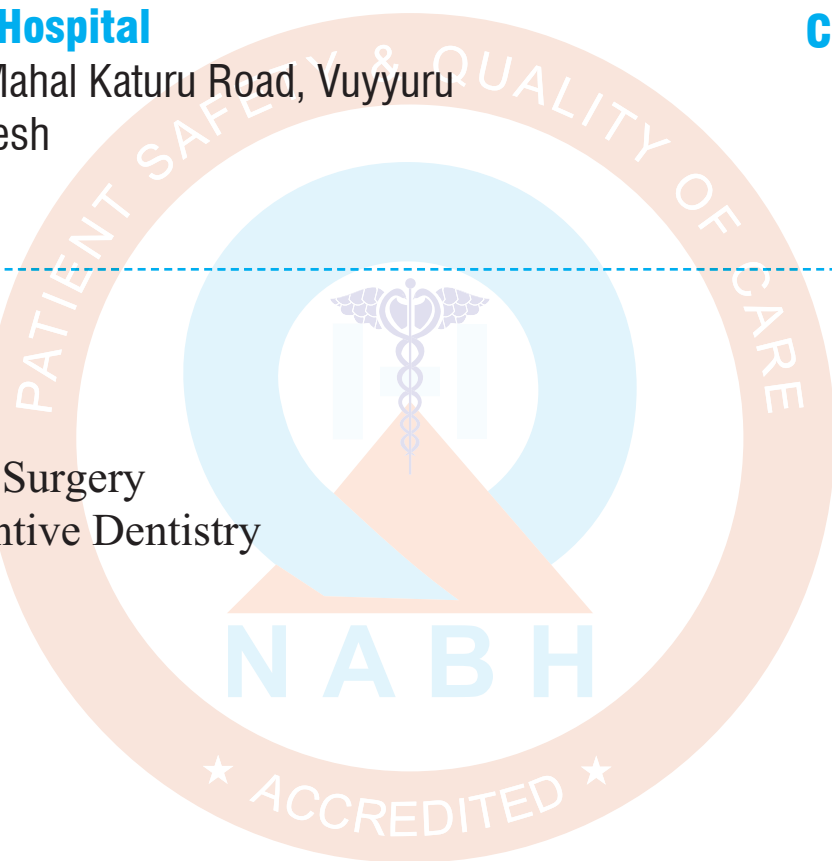 Hospital
Mahal Katuru Road, Vuyyuru
esh
PATIENT SAFETY & QUALITY OF CARE
Surgery
ntive Dentistry
NABH
★ ACCREDITED ★